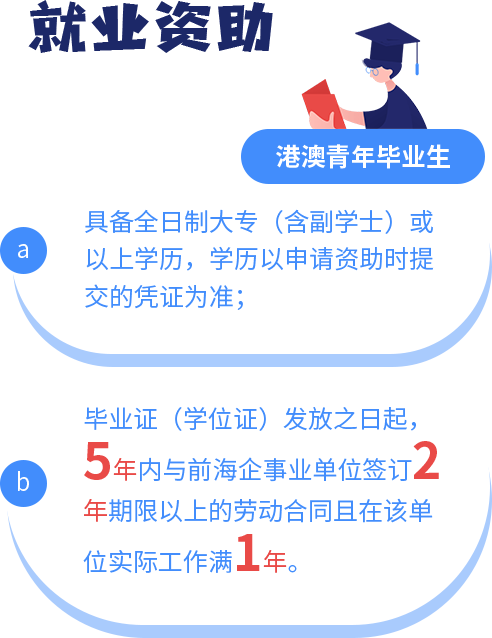 就业资助
港澳青年毕业生
a
具备全日制大专（含副学士）或
以上学历，学历以申请资助时提
交的凭证为准；
b
毕业证（学位证）发放之日起，
5年内与前海企事业单位签订2
年期限以上的劳动合同且在该单
位实际工作满1年。